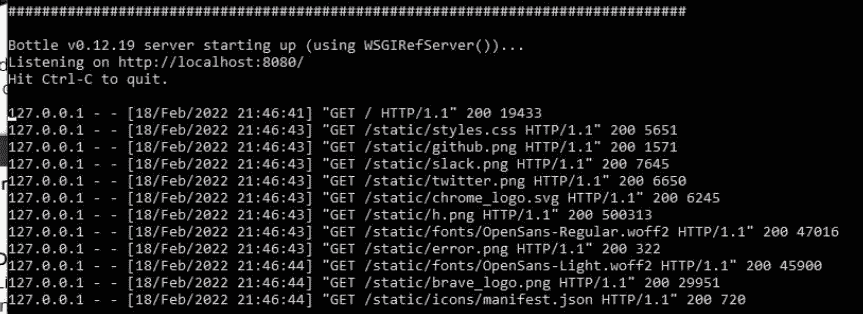 ################################################################################
Bottle v0.12.19 server starting up (using WSGIRefServer())...
Listening on http://localhost:8080/
Hit Ctrl-C to quit.
127.0.0.1 - - [18/Feb/2022 21:46:41] "GET / HTTP/1.1" 200 19433
127.0.0.1 - - [18/Feb/2022 21:46:43] "GET /static/styles.css HTTP/1.1" 200 5651
127.0.0.1 - - [18/Feb/2022 21:46:43] "GET /static/github.png HTTP/1.1" 200 1571
127.0.0.1 - - [18/Feb/2022 21:46:43] "GET /static/slack.png HTTP/1.1" 200 7645
127.0.0.1 - - [18/Feb/2022 21:46:43] "GET /static/twitter.png HTTP/1.1" 200 6650
127.0.0.1 - - [18/Feb/2022 21:46:43] "GET /static/chrome_logo.svg HTTP/1.1" 200 6245
127.0.0.1 - - [18/Feb/2022 21:46:43] "GET /static/h.png HTTP/1.1" 200 500313
127.0.0.1 - - [18/Feb/2022 21:46:43] "GET /static/fonts/OpenSans-Regular.woff2 HTTP/1.1" 200 47016
127.0.0.1 - - [18/Feb/2022 21:46:43] "GET /static/error.png HTTP/1.1" 200 322
127.0.0.1 - - [18/Feb/2022 21:46:44] "GET /static/fonts/OpenSans-Light.woff2 HTTP/1.1" 200 45900
127.0.0.1 - - [18/Feb/2022 21:46:44] "GET /static/brave_logo.png HTTP/1.1" 200 29951
127.0.0.1 - - [18/Feb/2022 21:46:44] "GET /static/icons/manifest.json HTTP/1.1" 200 720